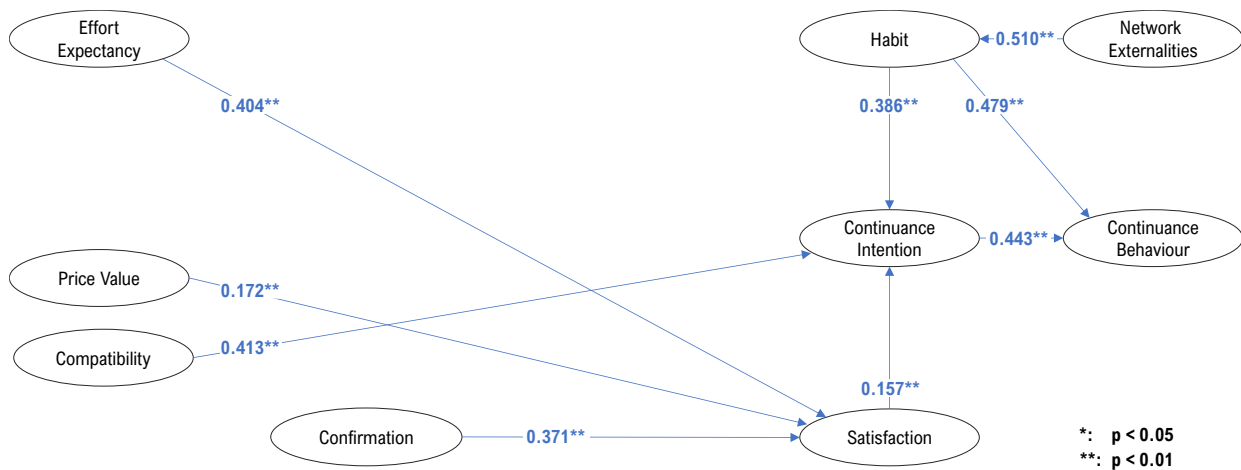 Effort
Expectancy
Habit
Network
Externalities
0.510**
0.404**
0.386**
0.479**
Continuance
Intention
0.443**
Continuance
Behaviour
Price Value
0.172**
Compatibility
0.413**
0.157**
Confirmation
0.371**
Satisfaction
*: p < 0.05
**: p < 0.01